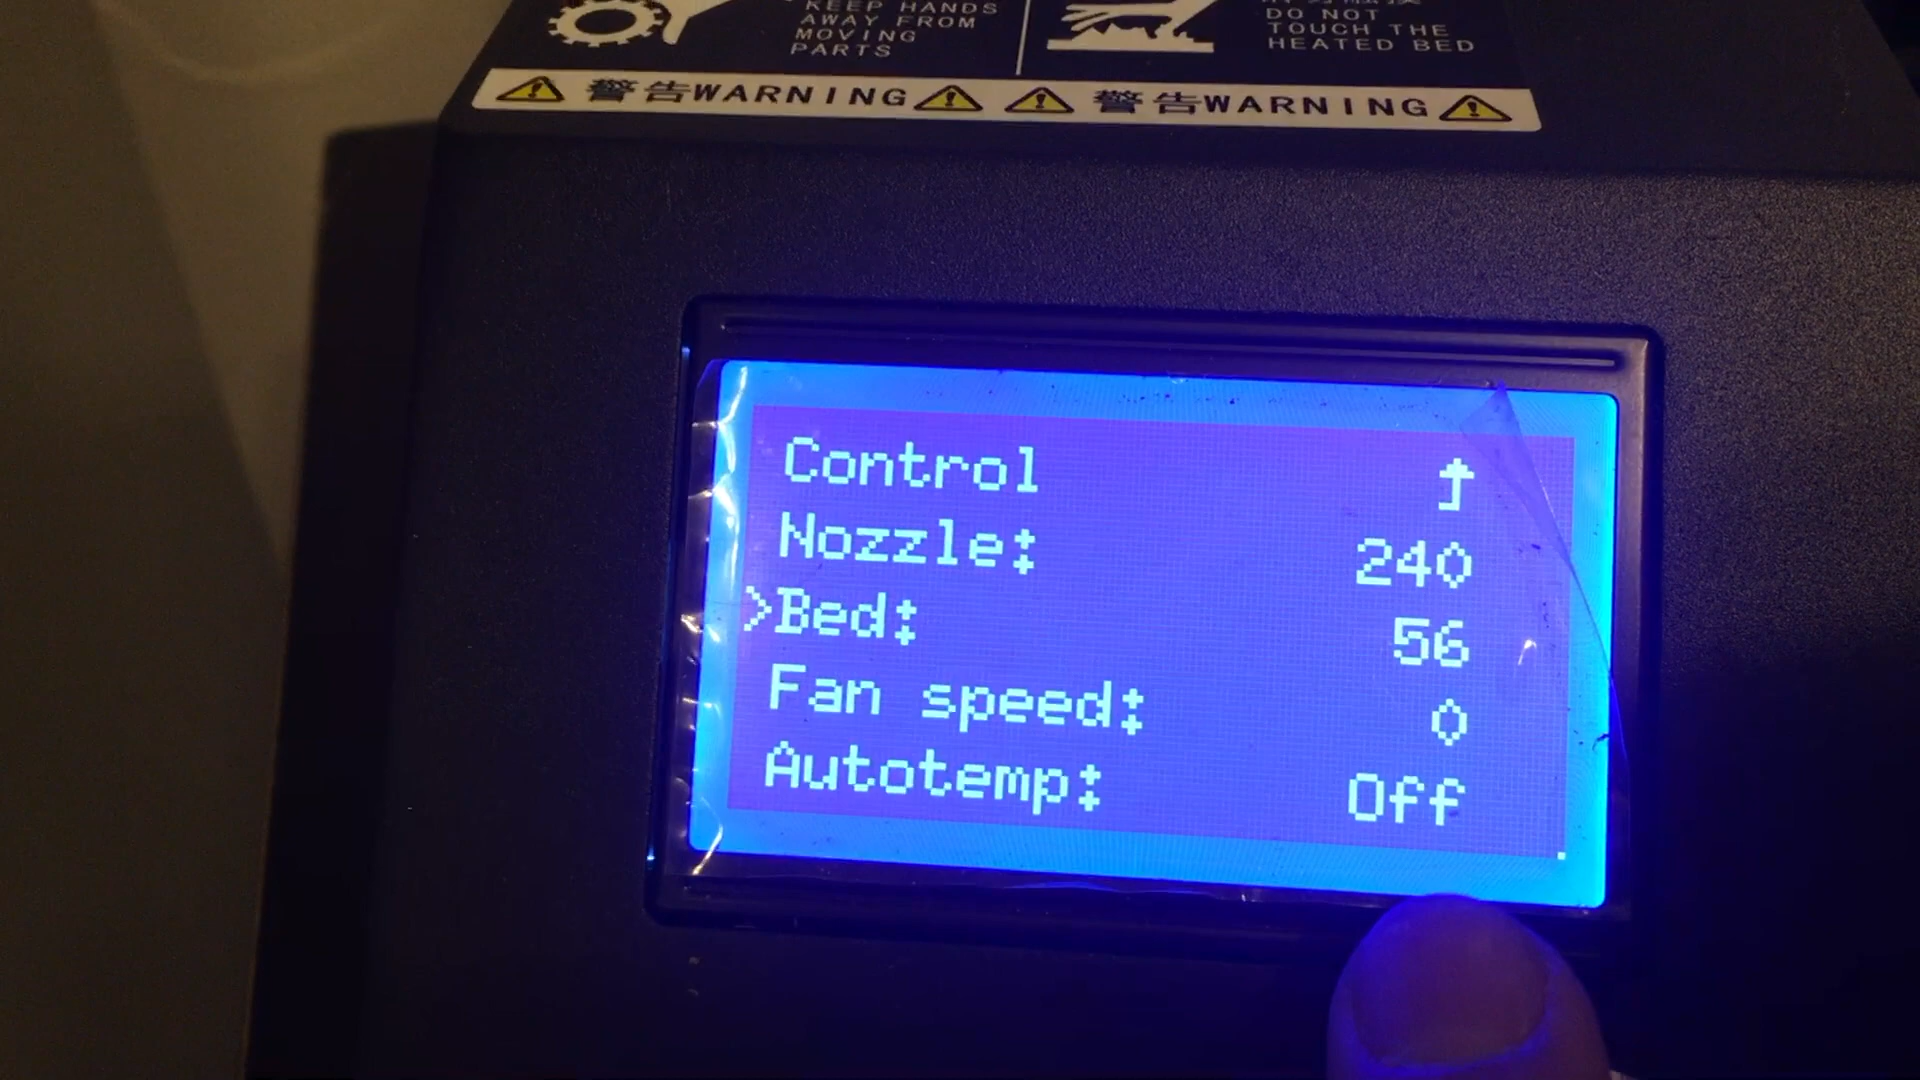 KEEP HANDS
AWAY FROM
MOVING
PARTS
DO NOT
TOUCH THE
HEATED BED
警告WARNING
警告WARNING
Control
Nozzle: 240
>Bed: 56
Fan speed: 0
Autotemp: Off